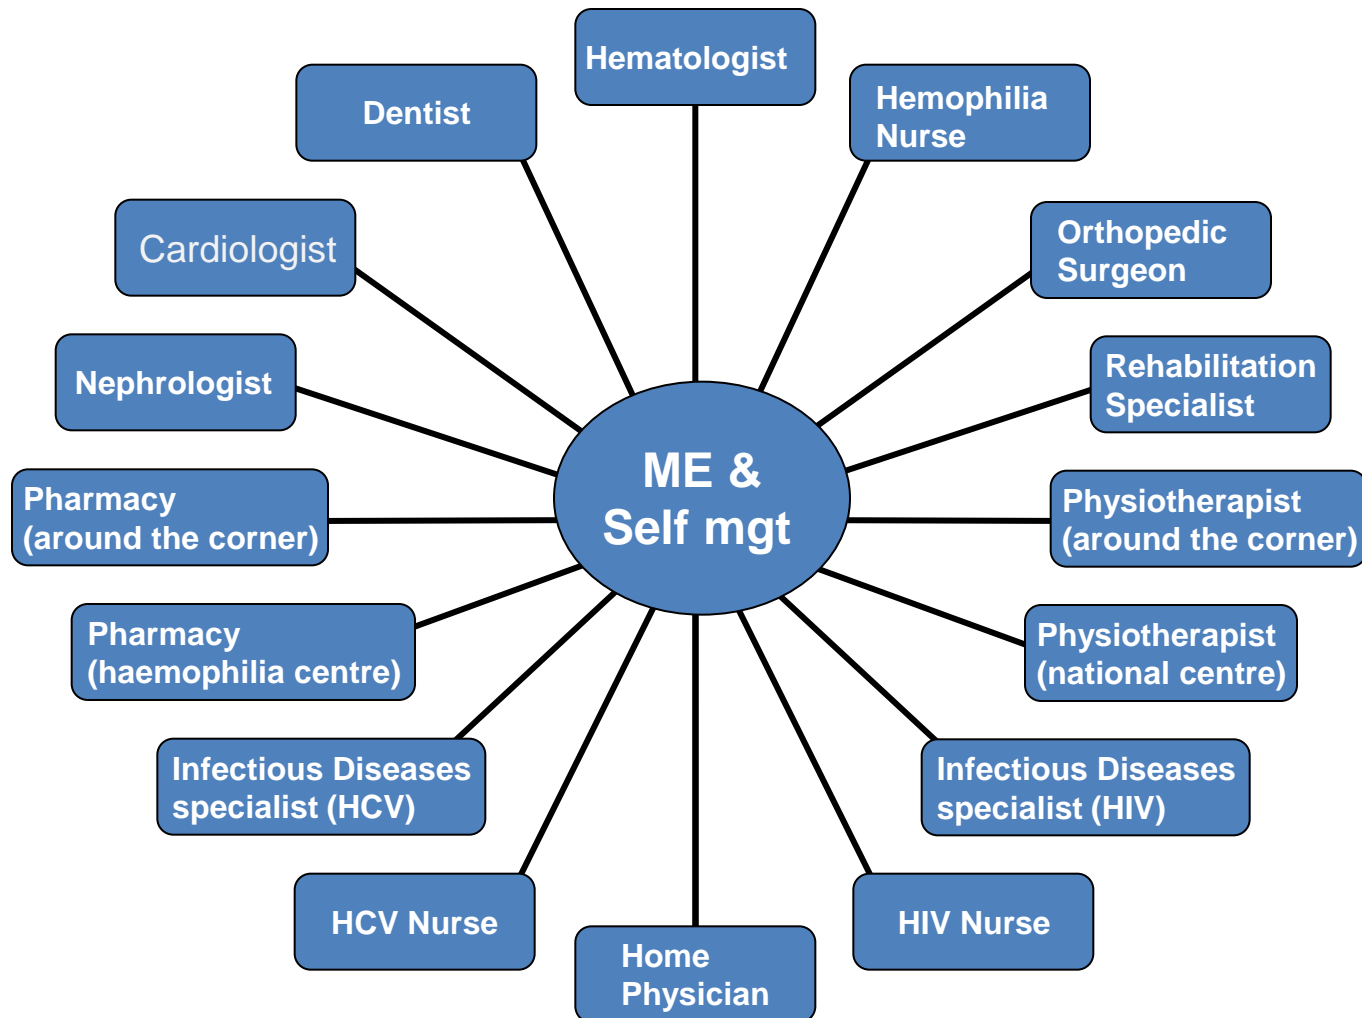 Hematologist
Dentist
Hemophilia
Nurse
Cardiologist
Orthopedic
Surgeon
Nephrologist
Rehabilitation
Specialist
ME &
Self mgt
Pharmacy
(around the corner)
Physiotherapist
(around the corner)
Pharmacy
(haemophilia centre)
Physiotherapist
(national centre)
Infectious Diseases
specialist (HCV)
Infectious Diseases
specialist (HIV)
HCV Nurse
HIV Nurse
Home
Physician